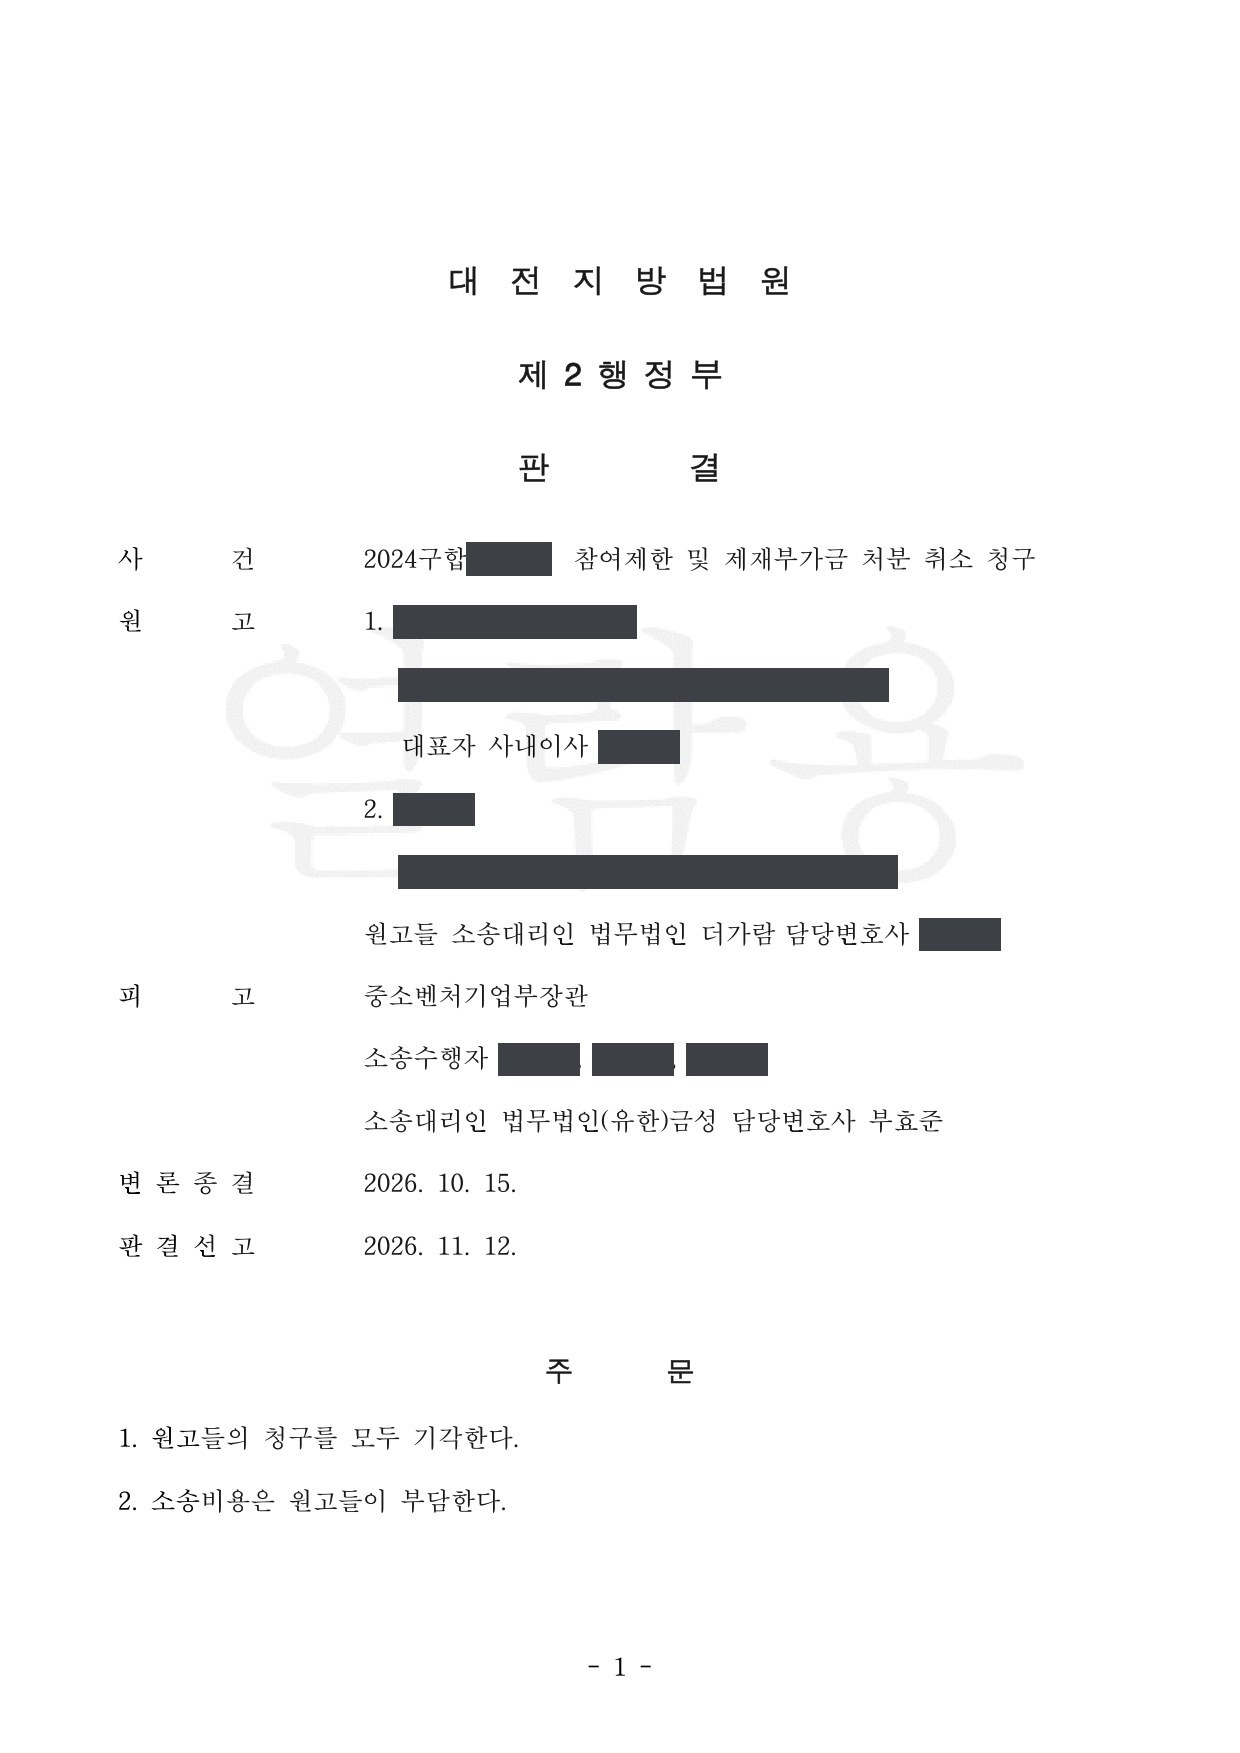 대 전 지 방 법 원
제 2 행 정 부
판 결
사 건 2024구합 참여제한 및 제재부가금 처분 취소 청구
원 고 1.
대표자 사내이사
2.
원고들 소송대리인 법무법인 더가람 담당변호사
피 고 중소벤처기업부장관
소송수행자 , ,
소송대리인 법무법인(유한)금성 담당변호사 부효준
변 론 종 결 2026. 10. 15.
판 결 선 고 2026. 11. 12.
주 문
1. 원고들의 청구를 모두 기각한다.
2. 소송비용은 원고들이 부담한다.
- 1 -
열람용